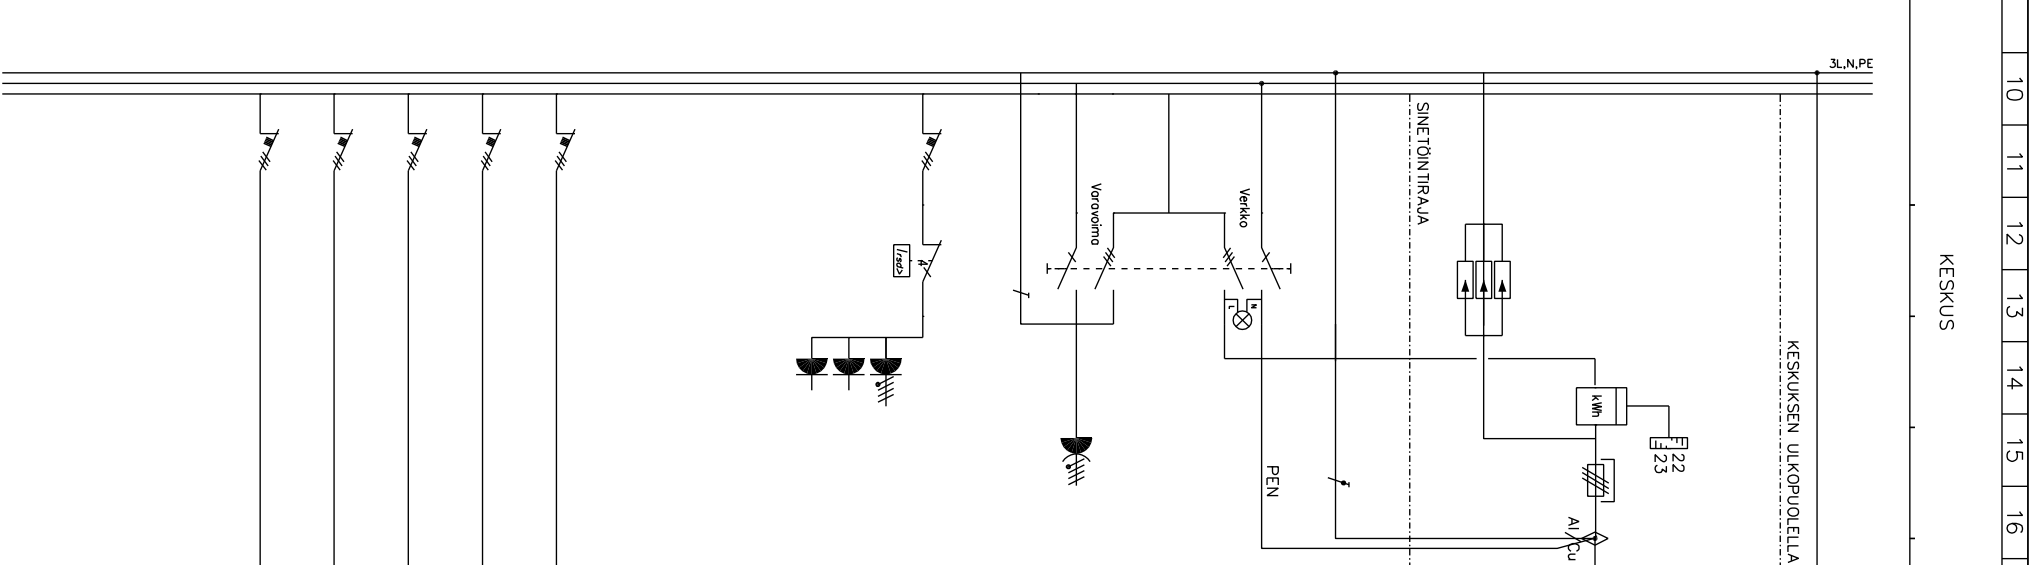 3L,N,PE
10
11
12
13
14
15
16
KESKUS
KESKUKSEN ULKOPUOLELLA
SINETÖINTIRAJA
Verkko
Varavoima
N
L
kWh
22
23
PEN
Al
Cu
4